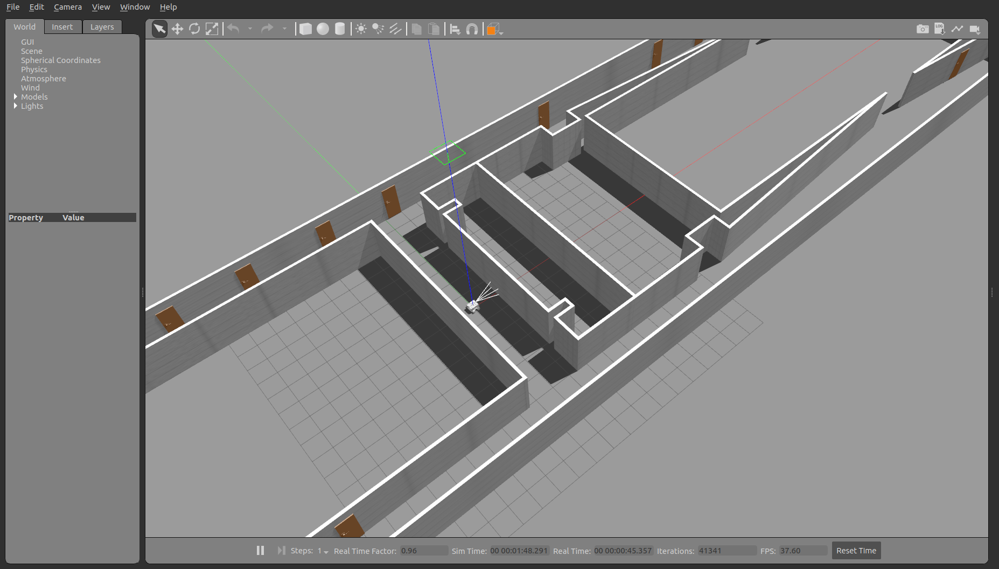 File Edit Camera View Window Help
World Insert Layers
LOG
GUI
Scene
Spherical Coordinates
Physics
Atmosphere
Wind
Models
Lights
Property Value
Steps: 1 Real Time Factor: 0.96 Sim Time: 00 00:01:48.291 Real Time: 00 00:00:45.357 Iterations: 41341 FPS: 37.60 Reset Time